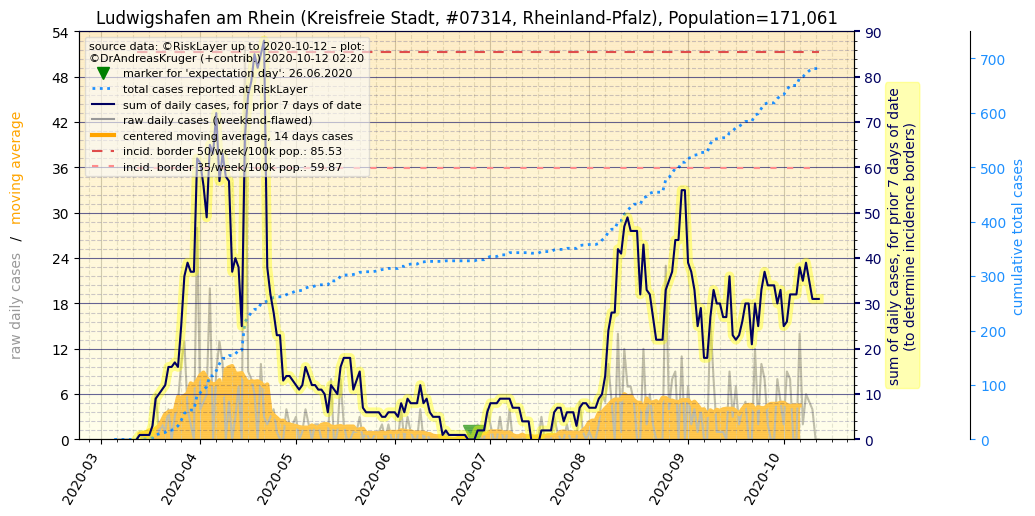 Ludwigshafen am Rhein (Kreisfreie Stadt, #07314, Rheinland-Pfalz), Population=171,061
source data: ©RiskLayer up to 2020-10-12 – plot:
©DrAndreasKruger (+contrib.) 2020-10-12 02:20
marker for 'expectation day': 26.06.2020
total cases reported at RiskLayer
sum of daily cases, for prior 7 days of date
raw daily cases (weekend-flawed)
centered moving average, 14 days cases
incid. border 50/week/100k pop.: 85.53
incid. border 35/week/100k pop.: 59.87
raw daily cases / moving average
54
48
42
36
30
24
18
12
6
0
90
80
70
60
50
40
30
20
10
0
sum of daily cases, for prior 7 days of date
(to determine incidence borders)
700
600
500
400
300
200
100
0
cumulative total cases
2020-03
2020-04
2020-05
2020-06
2020-07
2020-08
2020-09
2020-10